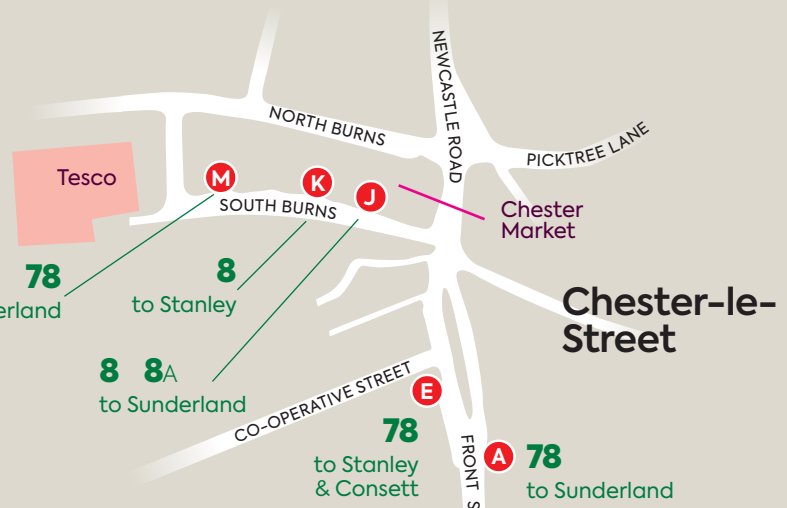 NEWCASTLE ROAD
NORTH BURNS
PICKTREE LANE
Tesco
M
K
J
SOUTH BURNS
Chester
Market
78
8
to Stanley
Chester-le-
Street
8 8A
to Sunderland
CO-OPERATIVE STREET
E
78
to Stanley
& Consett
FRONT
A
78
to Sunderland